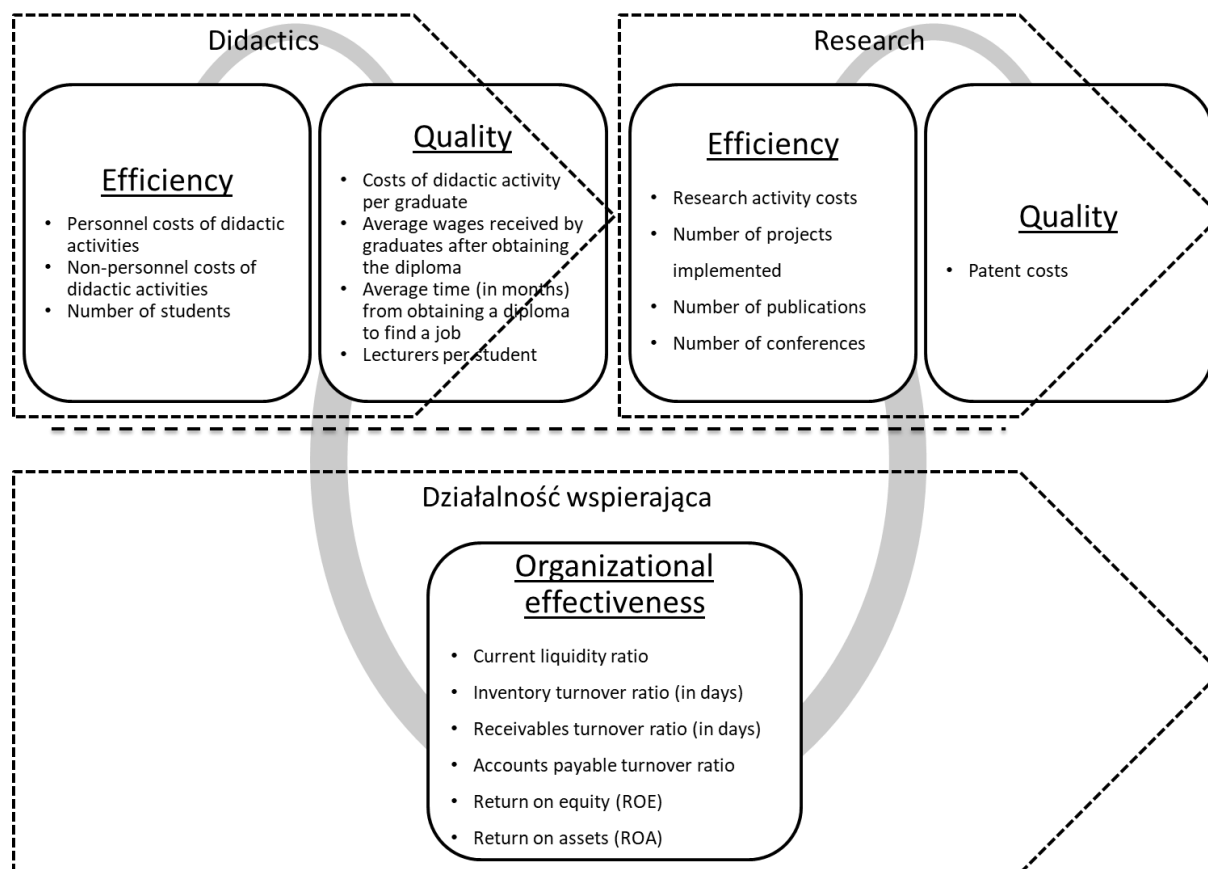 Didactics
Efficiency
• Personnel costs of didactic
activities
• Non-personnel costs of
didactic activities
• Number of students
Quality
• Costs of didactic activity
per graduate
• Average wages received by
graduates after obtaining
the diploma
• Average time (in months)
from obtaining a diploma
to find a job
• Lecturers per student
Research
Efficiency
• Research activity costs
• Number of projects
implemented
• Number of publications
• Number of conferences
Quality
• Patent costs
Działalność wspierająca
Organizational
effectiveness
• Current liquidity ratio
• Inventory turnover ratio (in days)
• Receivables turnover ratio (in days)
• Accounts payable turnover ratio
• Return on equity (ROE)
• Return on assets (ROA)